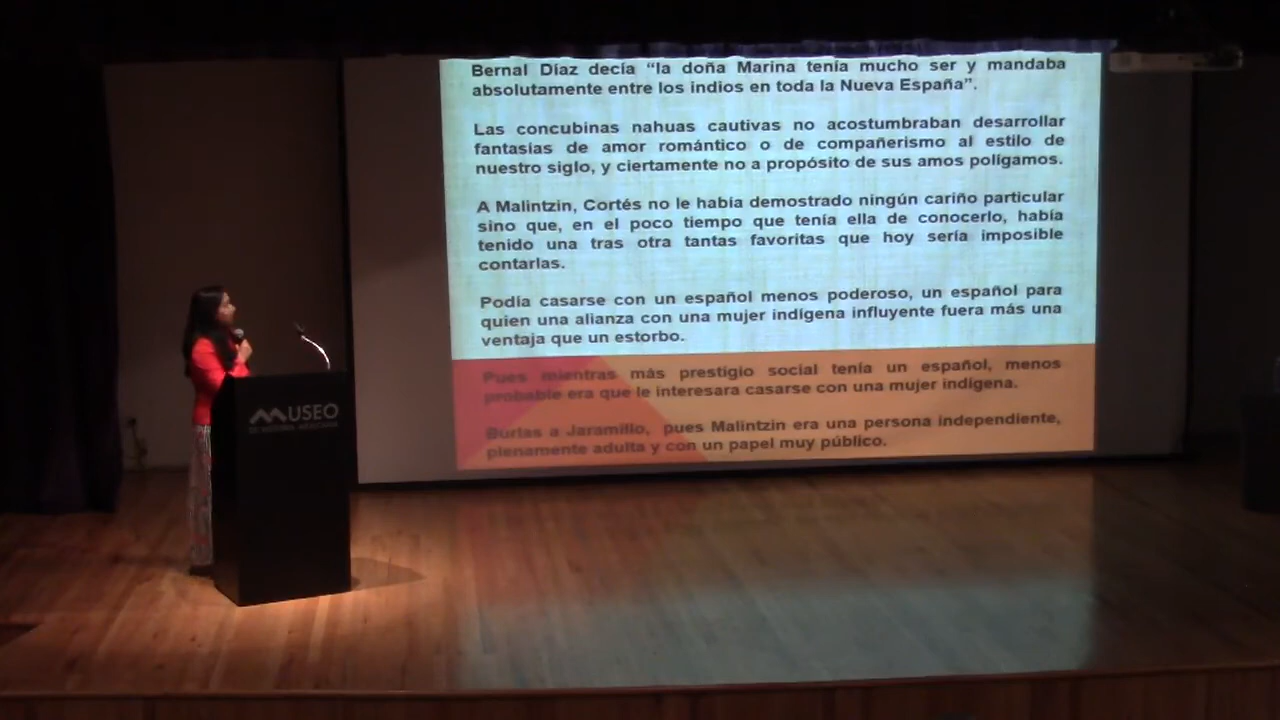 Bernal Díaz decía “la doña Marina tenía mucho ser y mandaba
absolutamente entre los indios en toda la Nueva España”.
Las concubinas nahuas cautivas no acostumbraban desarrollar
fantasías de amor romántico o de compañerismo al estilo de
nuestro siglo, y ciertamente no a propósito de sus amos polígamos.
A Malintzin, Cortés no le había demostrado ningún cariño particular
sino que, en el poco tiempo que tenía ella de conocerlo, había
tenido una tras otra tantas favoritas que hoy sería imposible
contarlas.
Podía casarse con un español menos poderoso, un español para
quien una alianza con una mujer indígena influyente fuera más una
ventaja que un estorbo.
Pues mientras más prestigio social tenía un español, menos
probable era que le interesara casarse con una mujer indígena.
Burlas a Jaramillo, pues Malintzin era una persona independiente,
plenamente adulta y con un papel muy público.
MUSEO